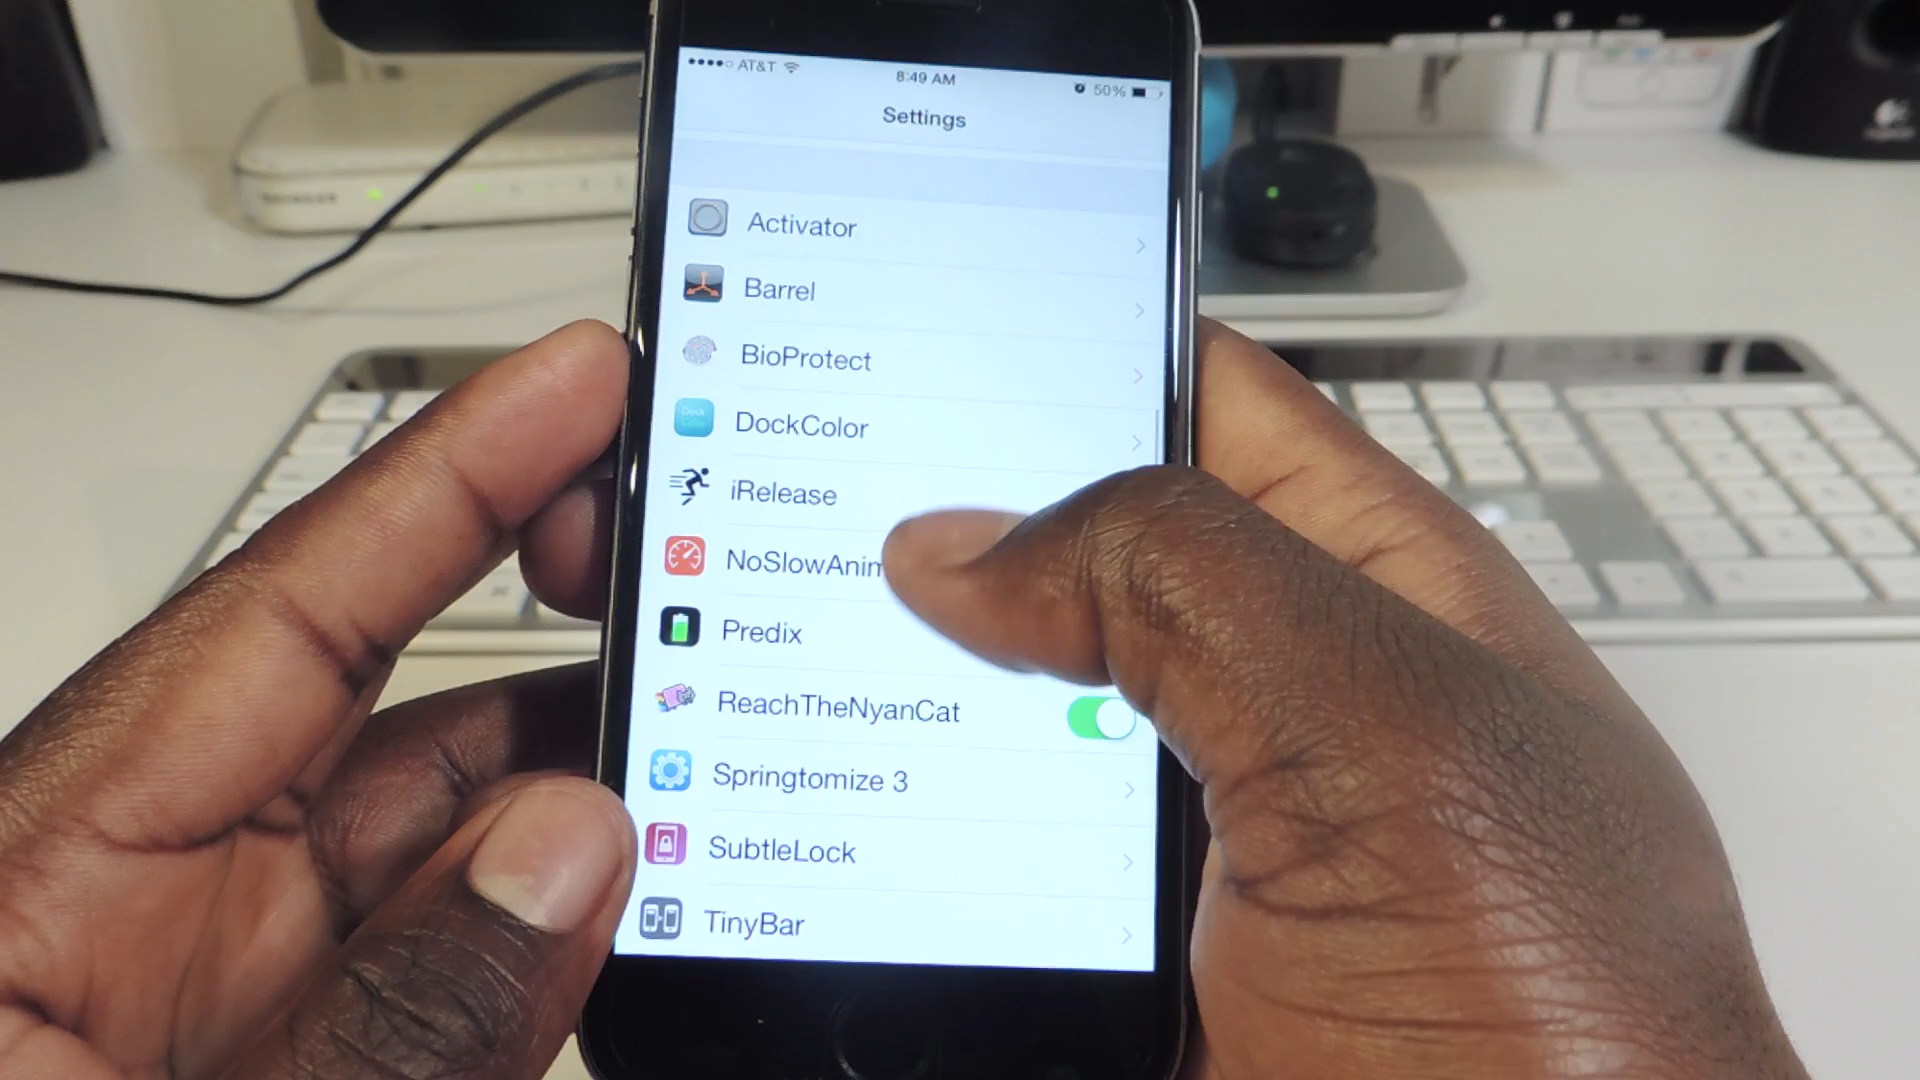 AT&T
8:49 AM
50%
Settings
Activator
Barrel
BioProtect
DockColor
iRelease
NoSlowAnim
Predix
ReachTheNyanCat
Springtomize 3
SubtleLock
TinyBar